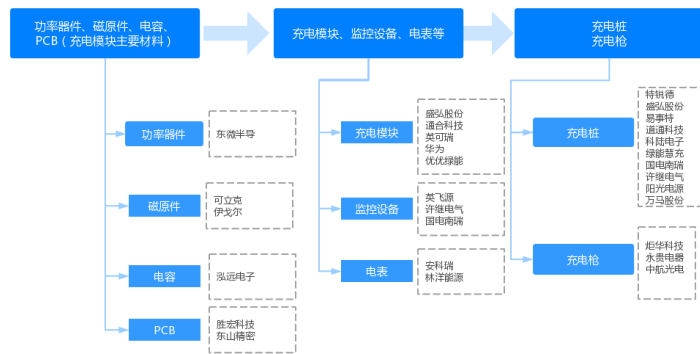 功率器件、磁原件、电容、
PCB（充电模块主要材料）
充电模块、监控设备、电表等
充电桩
充电枪
功率器件
东微半导
磁原件
可立克
伊戈尔
电容
泓远电子
PCB
胜宏科技
东山精密
充电模块
盛弘股份
通合科技
英可瑞
华为
优优绿能
监控设备
英飞源
许继电气
国电南瑞
电表
安科瑞
林洋能源
充电桩
特锐德
盛弘股份
易事特
道通科技
科陆电子
绿能慧充
国电南瑞
许继电气
阳光电源
万马股份
充电枪
炬华科技
永贵电器
中航光电